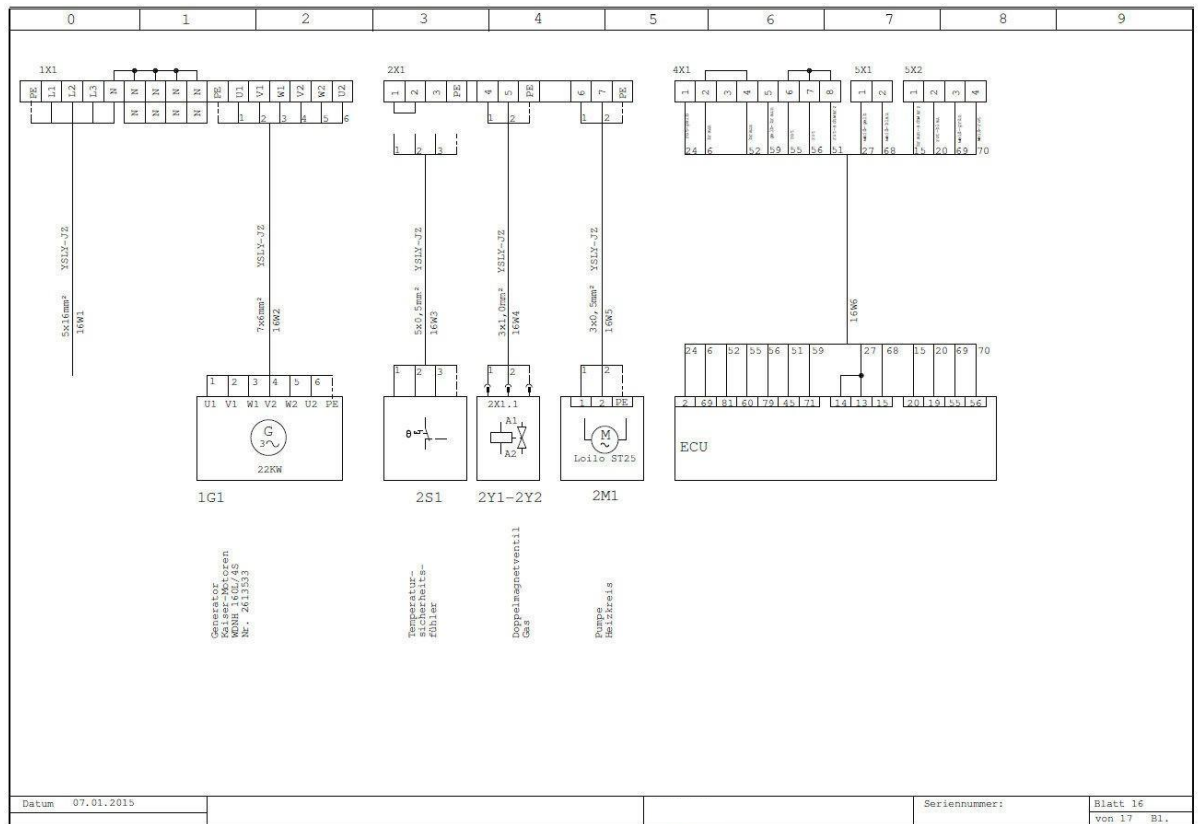 0 1 2 3 4 5 6 7 8 9
1X1 2X1 4X1 5X1 5X2
PE L1 L2 L3 N N N N N PE U1 V1 W1 V2 W2 U2
N N N N
1 2 3 4 5 6
1 2 3 PE 4 5 PE 6 7 PE
1 2
1 2
1 2 3
1 2 3 4 5 6 7 8
1 2
1 2 3 4
braun
braun
rot
rot
24 6 52 59 55 56 51 27 68 15 20 69 70
YSLY-JZ
5x16mm²
16W1
YSLY-JZ
7x6mm²
16W2
YSLY-JZ
5x0,5mm²
16W3
YSLY-JZ
3x1,0mm²
16W4
YSLY-JZ
3x0,5mm²
16W5
16W6
1 2 3 4 5 6
U1 V1 W1 V2 W2 U2 PE
G
3
22KW
1G1
1 2 3
θ
2S1
1 2
2X1.1
A1
A2
2Y1-2Y2
1 2
1 2 PE
M
Loilo ST25
2M1
24 6 52 55 56 51 59 27 68 15 20 69 70
2 69 81 60 79 45 71 14 13 15 20 19 55 56
ECU
Generator
Kaiser-Motoren
WDNH 160L/4S
Nr. 2613533
Temperatur-
sicherheits-
fühler
Doppelmagnetventil
Gas
Pumpe
Heizkreis
Datum 07.01.2015
Seriennummer:
Blatt 16
von 17 Bl.